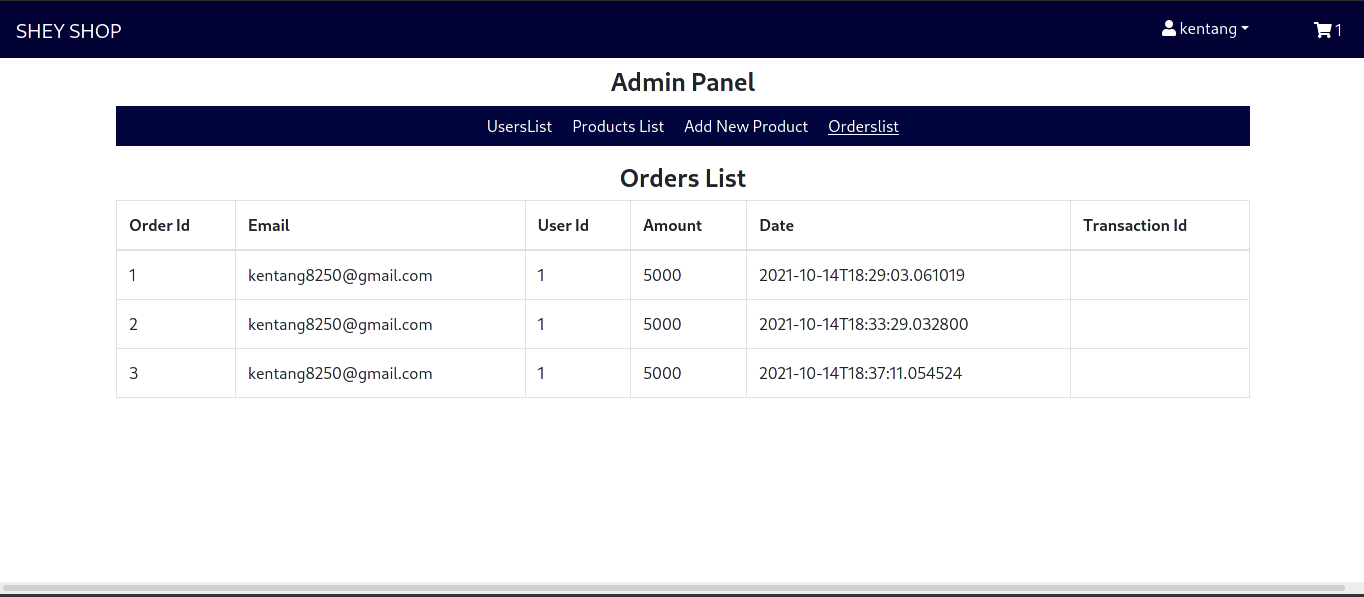 SHEY SHOP kentang 1
Admin Panel
UsersList Products List Add New Product Orderslist
Orders List
Order Id Email User Id Amount Date Transaction Id
1 kentang8250@gmail.com 1 5000 2021-10-14T18:29:03.061019
2 kentang8250@gmail.com 1 5000 2021-10-14T18:33:29.032800
3 kentang8250@gmail.com 1 5000 2021-10-14T18:37:11.054524